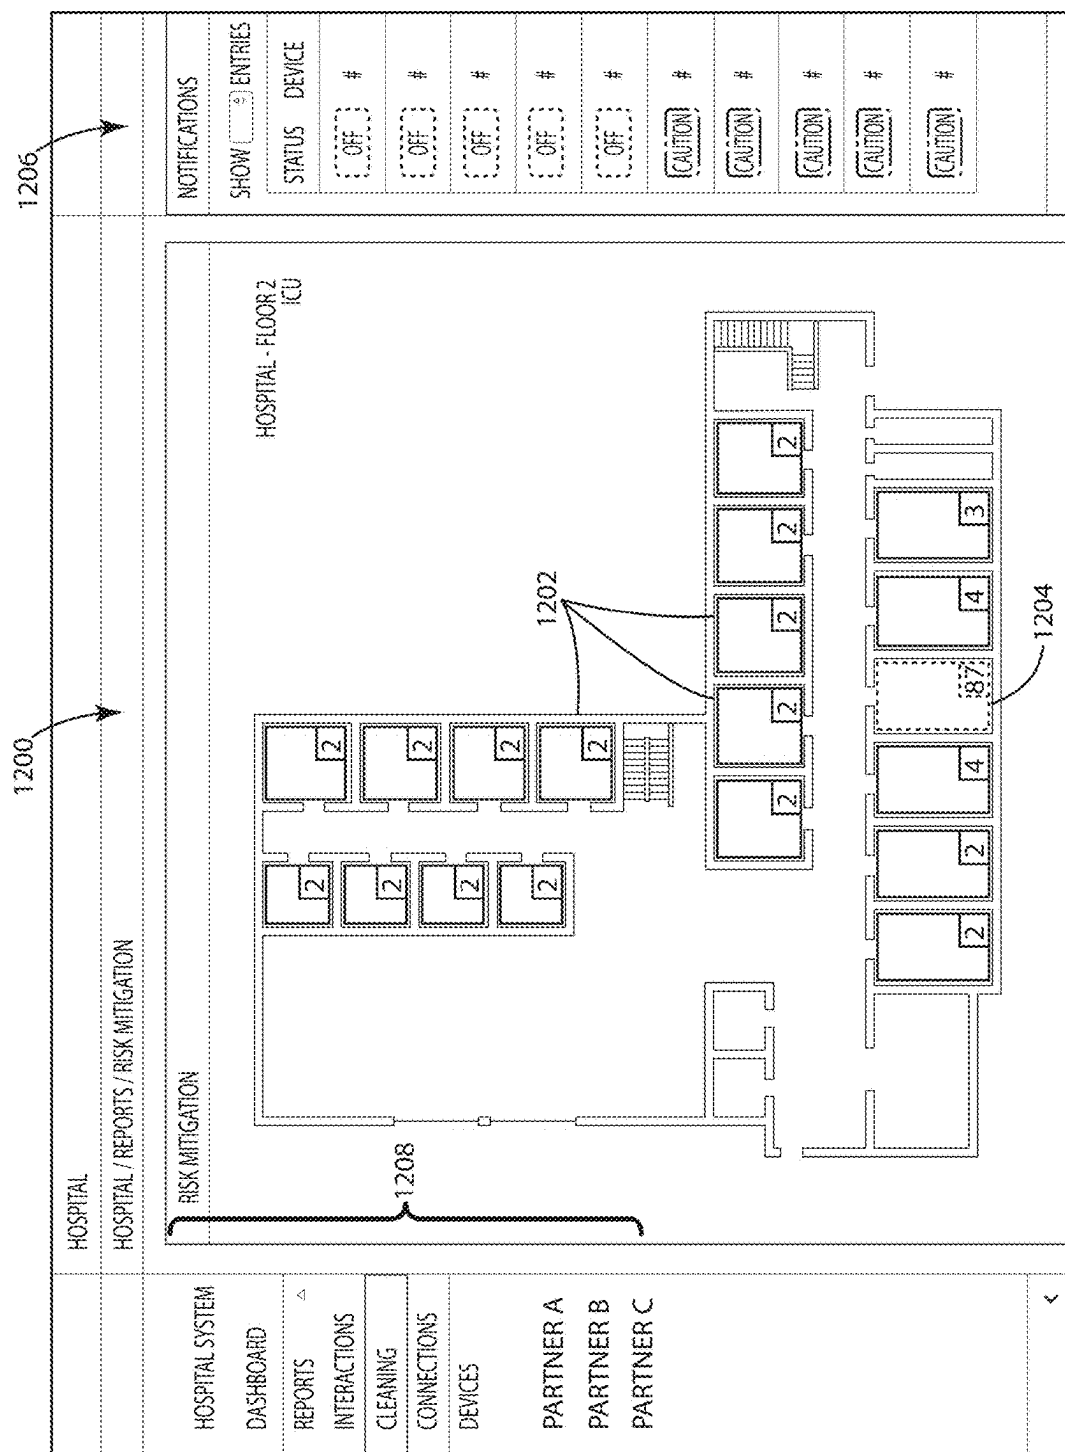 1200
1206
HOSPITAL
HOSPITAL / REPORTS / RISK MITIGATION
HOSPITAL SYSTEM
DASHBOARD
REPORTS
INTERACTIONS
CLEANING
CONNECTIONS
DEVICES
PARTNER A
PARTNER B
PARTNER C
RISK MITIGATION
1208
HOSPITAL - FLOOR 2
ICU
2 2
2 2
2 2
2 2
1202
2 2 2 2 2
2 2 4 87 4 3
1204
NOTIFICATIONS
SHOW ENTRIES
STATUS DEVICE
OFF #
OFF #
OFF #
OFF #
OFF #
CAUTION #
CAUTION #
CAUTION #
CAUTION #
CAUTION #